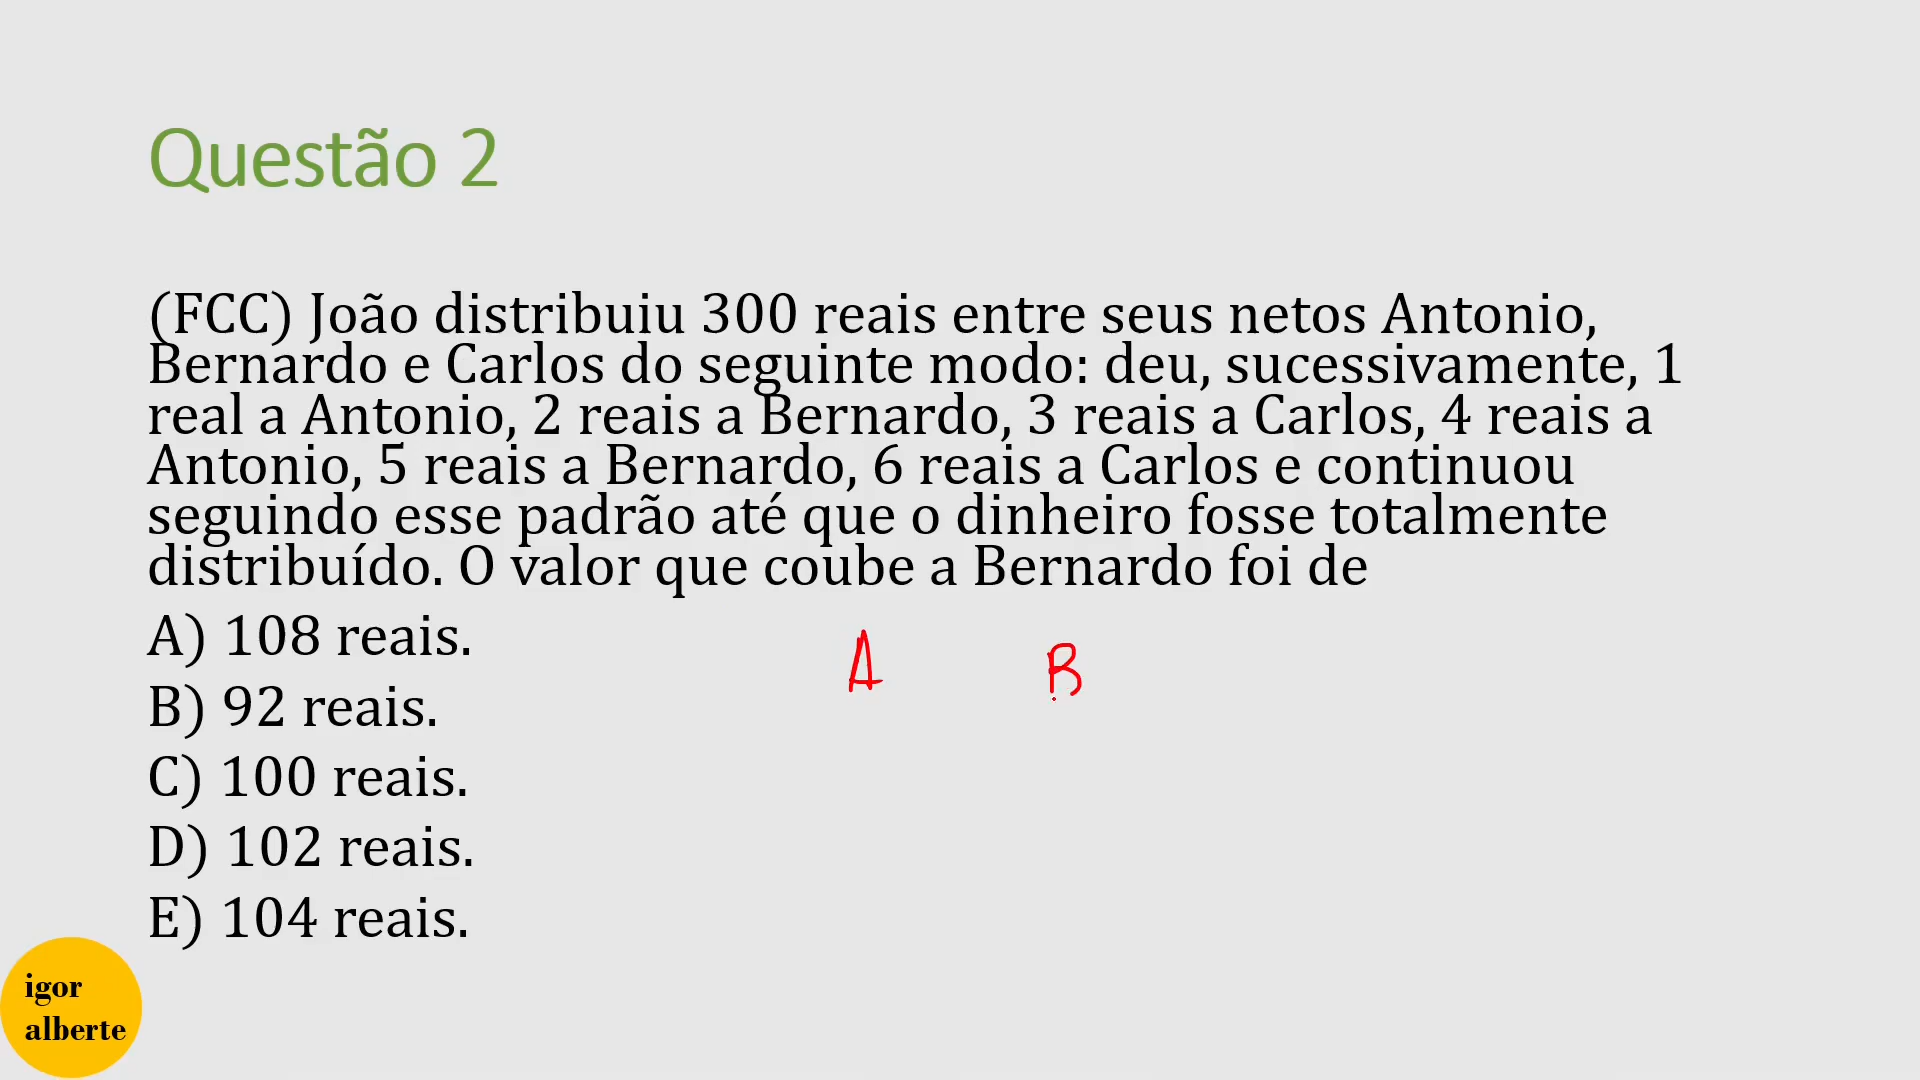 Questão 2
(FCC) João distribuiu 300 reais entre seus netos Antonio,
Bernardo e Carlos do seguinte modo: deu, sucessivamente, 1
real a Antonio, 2 reais a Bernardo, 3 reais a Carlos, 4 reais a
Antonio, 5 reais a Bernardo, 6 reais a Carlos e continuou
seguindo esse padrão até que o dinheiro fosse totalmente
distribuído. O valor que coube a Bernardo foi de
A) 108 reais.
A B
B) 92 reais.
C) 100 reais.
D) 102 reais.
E) 104 reais.
igor
alberte